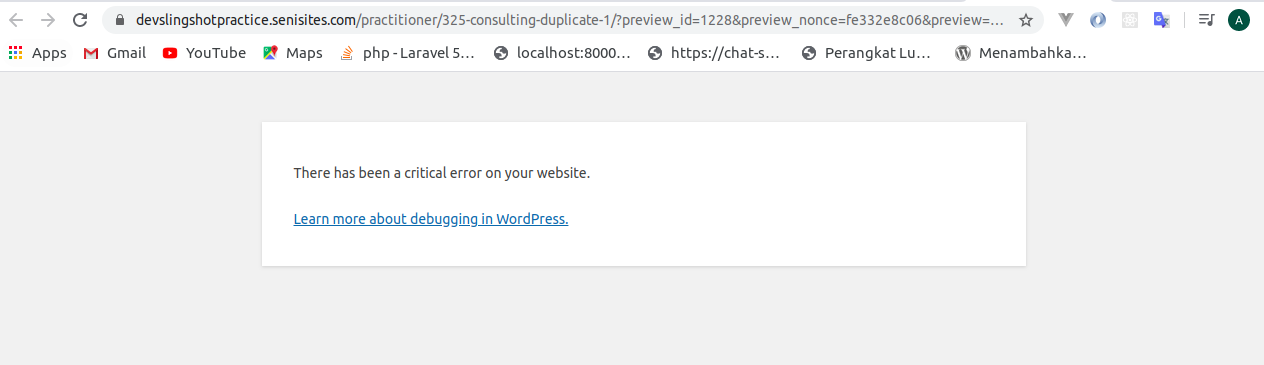 devslingshotpractice.senisites.com/practitioner/325-consulting-duplicate-1/?preview_id=1228&preview_nonce=fe332e8c06&preview=... A
Apps Gmail YouTube Maps php - Laravel 5... localhost:8000... https://chat-s... Perangkat Lu... Menambahka...
There has been a critical error on your website.
Learn more about debugging in WordPress.